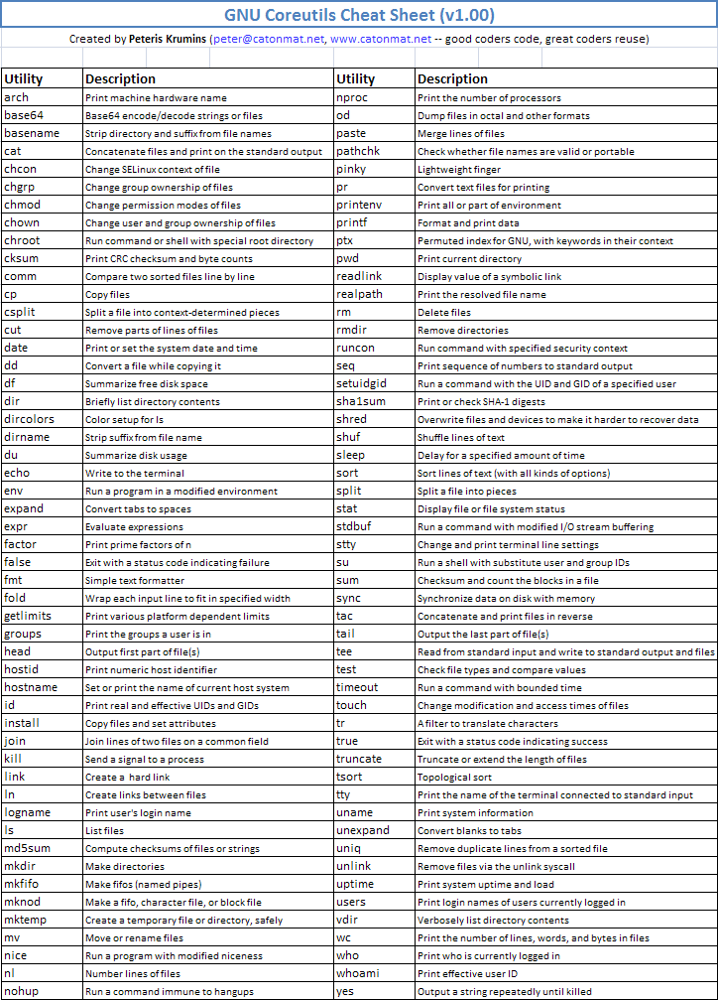 GNU Coreutils Cheat Sheet (v1.00)
Created by Peteris Krumins (peter@catonmat.net, www.catonmat.net -- good coders code, great coders reuse)
Utility Description Utility Description
arch Print machine hardware name nproc Print the number of processors
base64 Base64 encode/decode strings or files od Dump files in octal and other formats
basename Strip directory and suffix from file names paste Merge lines of files
cat Concatenate files and print on the standard output pathchk Check whether file names are valid or portable
chcon Change SELinux context of file pinky Lightweight finger
chgrp Change group ownership of files pr Convert text files for printing
chmod Change permission modes of files printenv Print all or part of environment
chown Change user and group ownership of files printf Format and print data
chroot Run command or shell with special root directory ptx Permuted index for GNU, with keywords in their context
cksum Print CRC checksum and byte counts pwd Print current directory
comm Compare two sorted files line by line readlink Display value of a symbolic link
cp Copy files realpath Print the resolved file name
csplit Split a file into context-determined pieces rm Delete files
cut Remove parts of lines of files rmdir Remove directories
date Print or set the system date and time runcon Run command with specified security context
dd Convert a file while copying it seq Print sequence of numbers to standard output
df Summarize free disk space setuidgid Run a command with the UID and GID of a specified user
dir Briefly list directory contents sha1sum Print or check SHA-1 digests
dircolors Color setup for ls shred Overwrite files and devices to make it harder to recover data
dirname Strip suffix from file name shuf Shuffle lines of text
du Summarize disk usage sleep Delay for a specified amount of time
echo Write to the terminal sort Sort lines of text (with all kinds of options)
env Run a program in a modified environment split Split a file into pieces
expand Convert tabs to spaces stat Display file or file system status
expr Evaluate expressions stdbuf Run a command with modified I/O stream buffering
factor Print prime factors of n stty Change and print terminal line settings
false Exit with a status code indicating failure su Run a shell with substitute user and group IDs
fmt Simple text formatter sum Checksum and count the blocks in a file
fold Wrap each input line to fit in specified width sync Synchronize data on disk with memory
getlimits Print various platform dependent limits tac Concatenate and print files in reverse
groups Print the groups a user is in tail Output the last part of file(s)
head Output first part of file(s) tee Read from standard input and write to standard output and files
hostid Print numeric host identifier test Check file types and compare values
hostname Set or print the name of current host system timeout Run a command with bounded time
id Print real and effective UIDs and GIDs touch Change modification and access times of files
install Copy files and set attributes tr A filter to translate characters
join Join lines of two files on a common field true Exit with a status code indicating success
kill Send a signal to a process truncate Truncate or extend the length of files
link Create a hard link tsort Topological sort
ln Create links between files tty Print the name of the terminal connected to standard input
logname Print user's login name uname Print system information
ls List files unexpand Convert blanks to tabs
md5sum Compute checksums of files or strings uniq Remove duplicate lines from a sorted file
mkdir Make directories unlink Remove files via the unlink syscall
mkfifo Make fifos (named pipes) uptime Print system uptime and load
mknod Make a fifo, character file, or block file users Print login names of users currently logged in
mktemp Create a temporary file or directory, safely vdir Verbosely list directory contents
mv Move or rename files wc Print the number of lines, words, and bytes in files
nice Run a program with modified niceness who Print who is currently logged in
nl Number lines of files whoami Print effective user ID
nohup Run a command immune to hangups yes Output a string repeatedly until killed